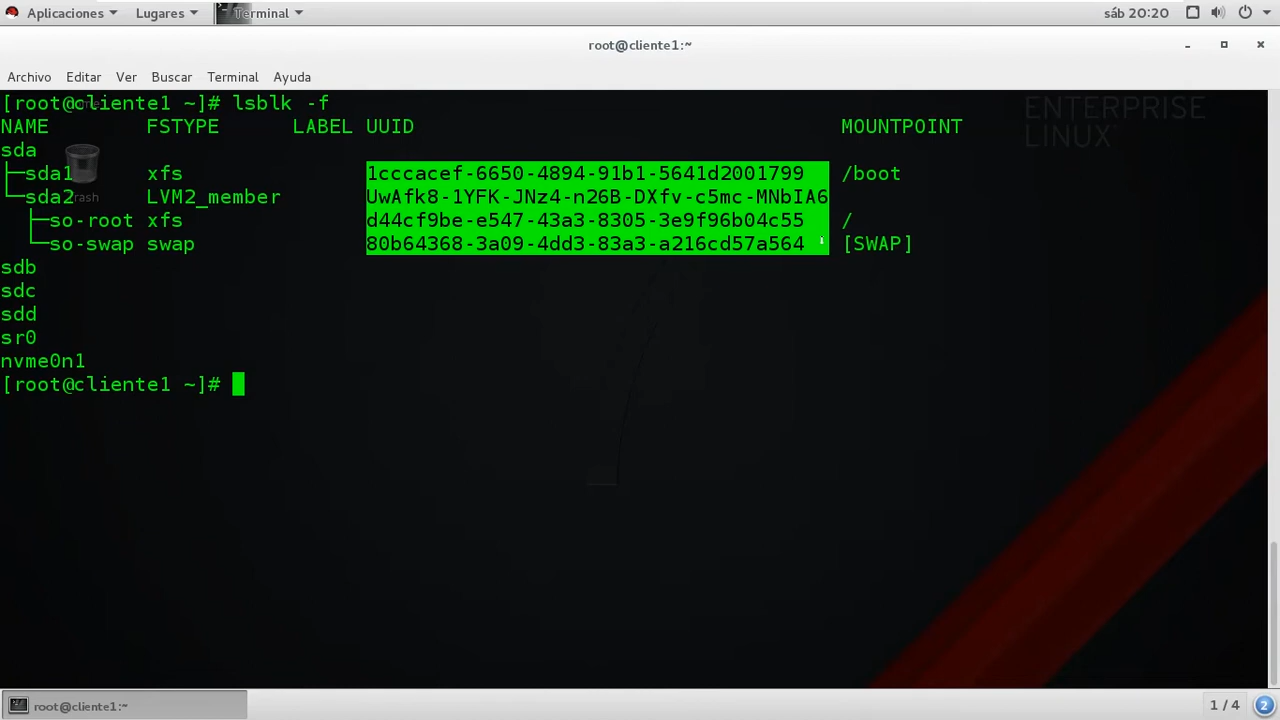 Aplicaciones Lugares Terminal sáb 20:20
root@cliente1:~
Archivo Editar Ver Buscar Terminal Ayuda
[root@cliente1 ~]# lsblk -f
NAME FSTYPE LABEL UUID MOUNTPOINT
sda
├─sda1 xfs 1cccacef-6650-4894-91b1-5641d2001799 /boot
└─sda2 LVM2_member UwAfk8-1YFK-JNz4-n26B-DXfv-c5mc-MNbIA6
├─so-root xfs d44cf9be-e547-43a3-8305-3e9f96b04c55 /
└─so-swap swap 80b64368-3a09-4dd3-83a3-a216cd57a564 [SWAP]
sdb
sdc
sdd
sr0
nvme0n1
[root@cliente1 ~]#
ENTERPRISE
LINUX
root@cliente1:~ 1 / 4 2